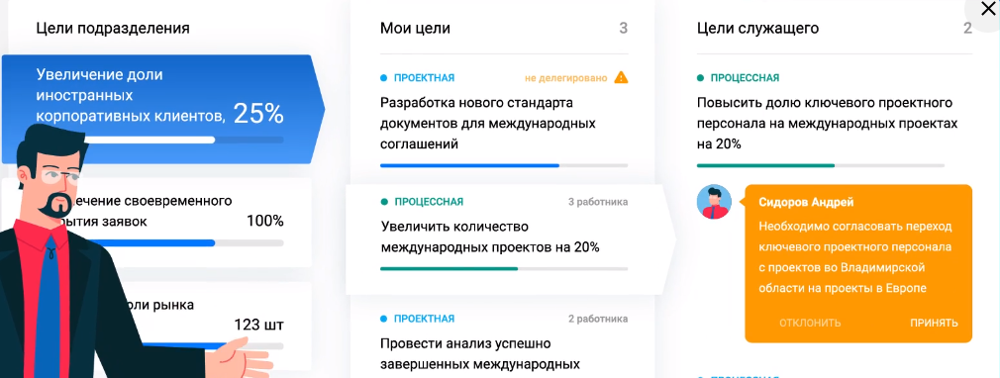 Цели подразделения
Увеличение доли
иностранных
корпоративных клиентов, 25%
ечение своевременного
ытия заявок 100%
оли рынка
123 шт
Мои цели 3
ПРОЕКТНАЯ не делегировано
Разработка нового стандарта
документов для международных
соглашений
ПРОЦЕССНАЯ 3 работника
Увеличить количество
международных проектов на 20%
ПРОЕКТНАЯ 2 работника
Провести анализ успешно
завершенных международных
Цели служащего 2
ПРОЦЕССНАЯ
Повысить долю ключевого проектного
персонала на международных проектах
на 20%
Сидоров Андрей
Необходимо согласовать переход
ключевого проектного персонала
с проектов во Владимирской
области на проекты в Европе
ОТКЛОНИТЬ ПРИНЯТЬ